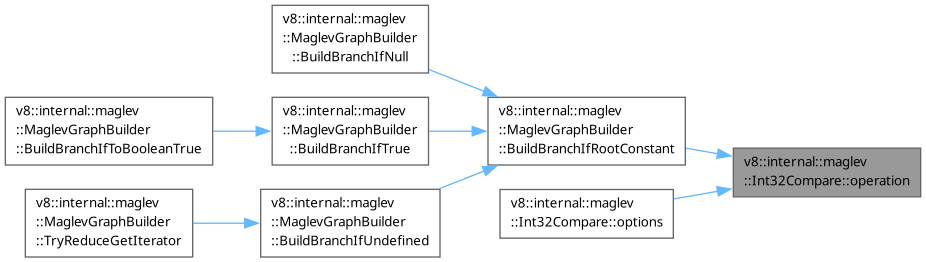 v8::internal::maglev
::MaglevGraphBuilder
::BuildBranchIfNull
v8::internal::maglev
::MaglevGraphBuilder
::BuildBranchIfToBooleanTrue
v8::internal::maglev
::MaglevGraphBuilder
::BuildBranchIfTrue
v8::internal::maglev
::MaglevGraphBuilder
::BuildBranchIfRootConstant
v8::internal::maglev
::Int32Compare::operation
v8::internal::maglev
::MaglevGraphBuilder
::TryReduceGetIterator
v8::internal::maglev
::MaglevGraphBuilder
::BuildBranchIfUndefined
v8::internal::maglev
::Int32Compare::options